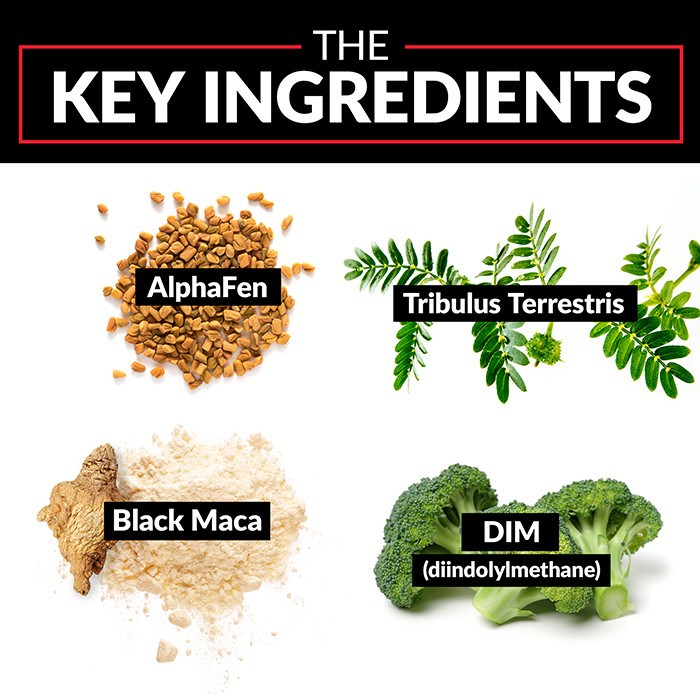 THE
KEY INGREDIENTS
AlphaFen
Tribulus Terrestris
Black Maca
DIM
(diindolylmethane)